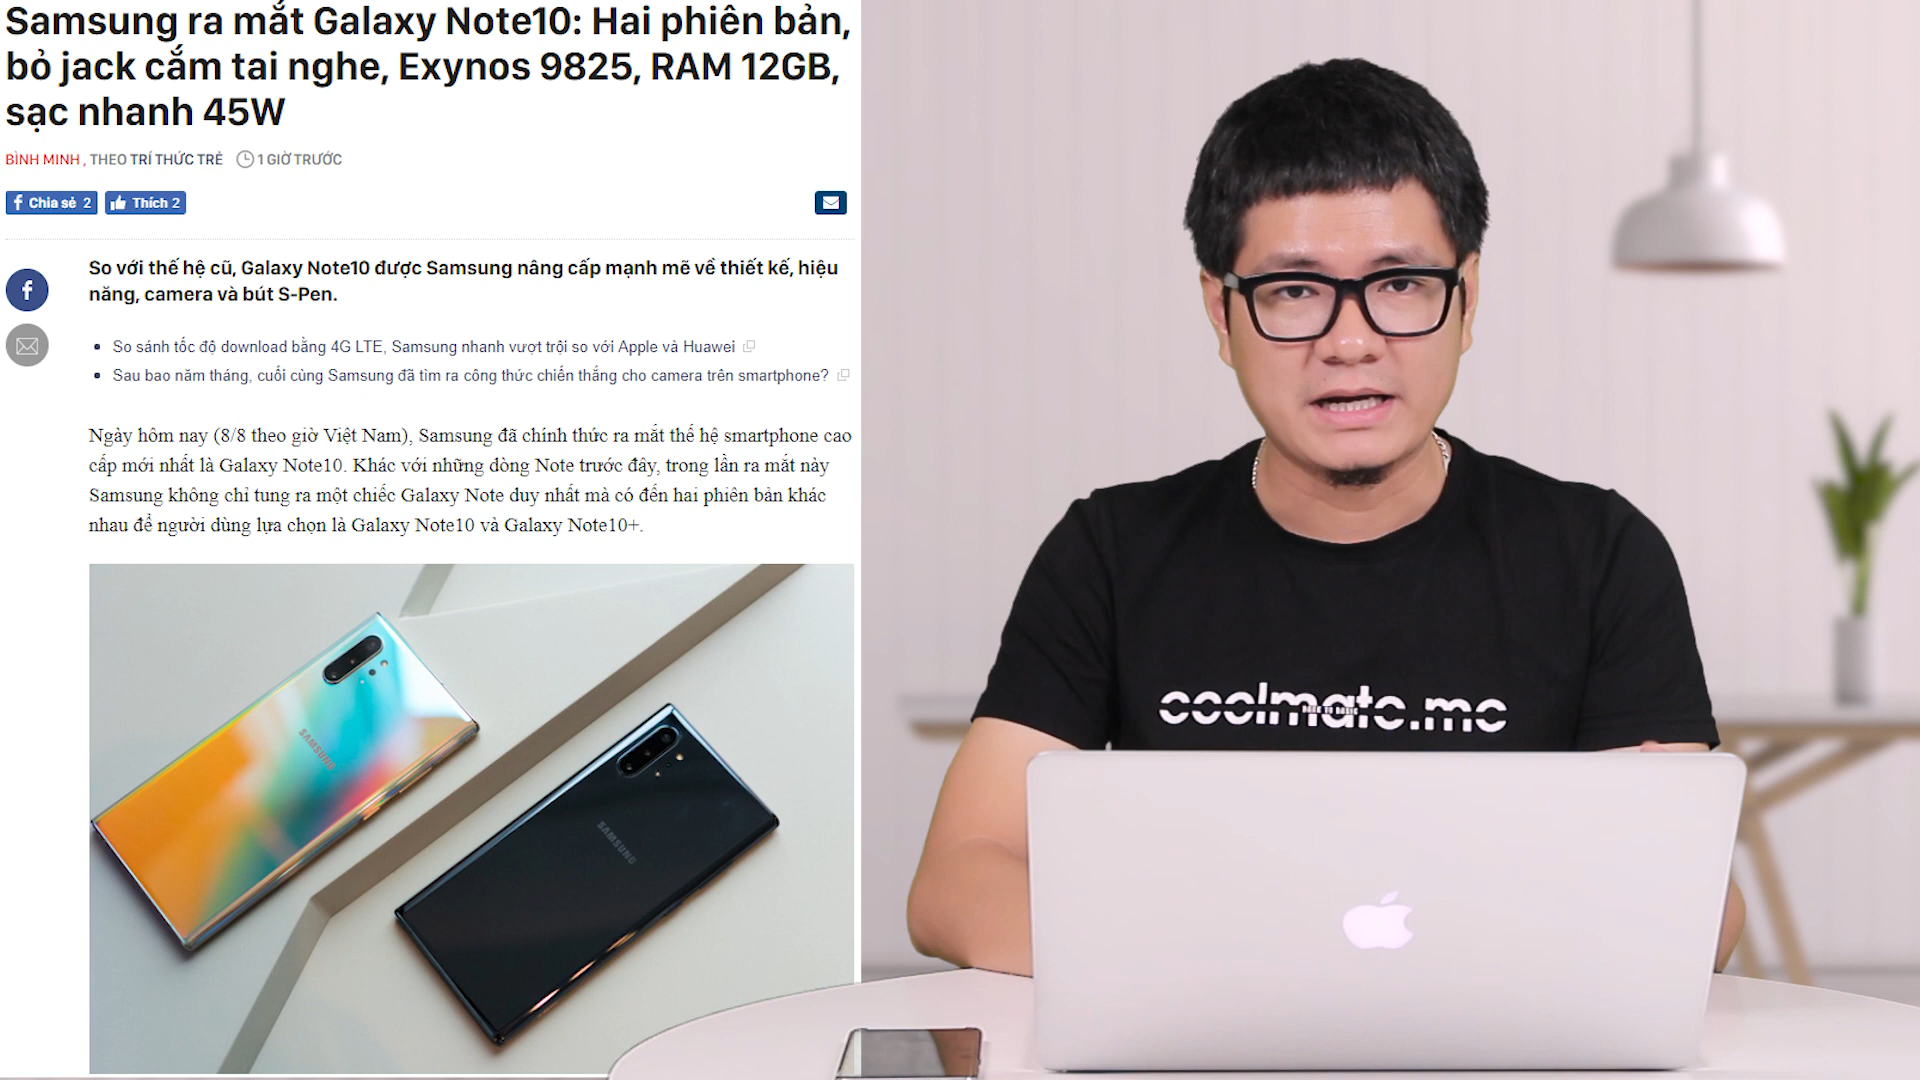 Samsung ra mắt Galaxy Note10: Hai phiên bản,
bỏ jack cắm tai nghe, Exynos 9825, RAM 12GB,
sạc nhanh 45W
BÌNH MINH , THEO TRÍ THỨC TRẺ 1 GIỜ TRƯỚC
f Chia sẻ 2 Thích 2
f
So với thế hệ cũ, Galaxy Note10 được Samsung nâng cấp mạnh mẽ về thiết kế, hiệu
năng, camera và bút S-Pen.
So sánh tốc độ download bằng 4G LTE, Samsung nhanh vượt trội so với Apple và Huawei
Sau bao năm tháng, cuối cùng Samsung đã tìm ra công thức chiến thắng cho camera trên smartphone?
Ngày hôm nay (8/8 theo giờ Việt Nam), Samsung đã chính thức ra mắt thế hệ smartphone cao
cấp mới nhất là Galaxy Note10. Khác với những dòng Note trước đây, trong lần ra mắt này
Samsung không chỉ tung ra một chiếc Galaxy Note duy nhất mà có đến hai phiên bản khác
nhau để người dùng lựa chọn là Galaxy Note10 và Galaxy Note10+.
SAMSUNG
SAMSUNG
coolmate.me
BACK TO BASIC